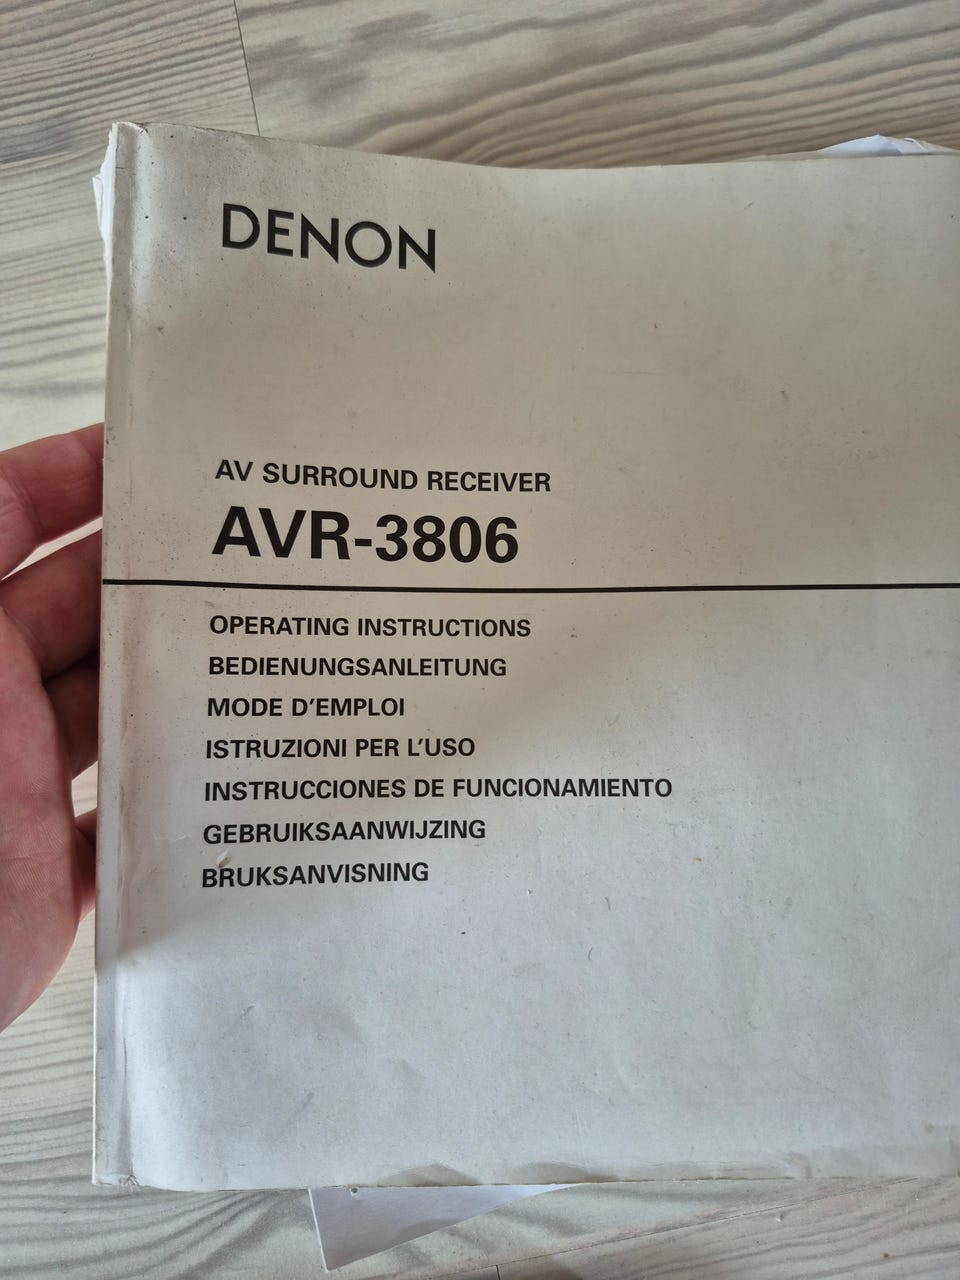 DENON
AV SURROUND RECEIVER
AVR-3806
OPERATING INSTRUCTIONS
BEDIENUNGSANLEITUNG
MODE D'EMPLOI
ISTRUZIONI PER L'USO
INSTRUCCIONES DE FUNCIONAMIENTO
GEBRUIKSAANWIJZING
BRUKSANVISNING